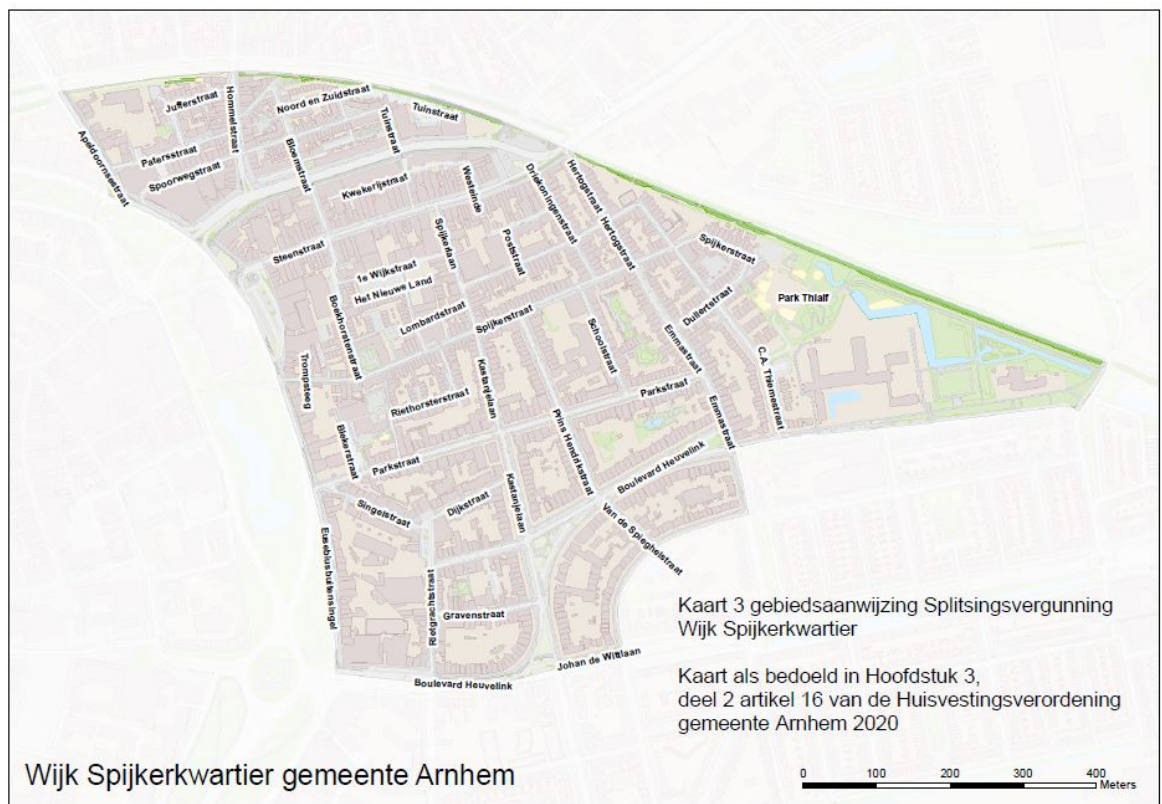 Jufferstraat
Hommelstraat
Noord en Zuidstraat
Tuinstraat
Tuinstraat
Apeldoornsestraat
Patersstraat
Spoorwegstraat
Bloemstraat
Kwekerijstraat
Westeinde
Driekoningenstraat
Hertogstraat
Hertogstraat
Steenstraat
Spijkerlaan
Poststraat
Spijkerstraat
1e Wijkstraat
Het Nieuwe Land
Boekhorstenstraat
Lombardstraat
Spijkerstraat
Dullertstraat
Park Thialf
Trompsteeg
Schoolstraat
Emmastraat
C.A. Thiemestraat
Kastanjelaan
Riethorsterstraat
Parkstraat
Emmastraat
Blekerstraat
Prins Hendrikstraat
Parkstraat
Boulevard Heuvelink
Singelstraat
Dijkstraat
Kastanjelaan
Van de Spieghelstraat
Eusebiusbuitensingel
Rietgrachtstraat
Gravenstraat
Johan de Wittlaan
Boulevard Heuvelink
Kaart 3 gebiedsaanwijzing Splitsingsvergunning
Wijk Spijkerkwartier
Kaart als bedoeld in Hoofdstuk 3,
deel 2 artikel 16 van de Huisvestingsverordening
gemeente Arnhem 2020
Wijk Spijkerkwartier gemeente Arnhem
0 100 200 300 400
Meters